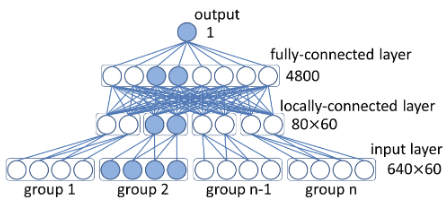 output
1
fully-connected layer
4800
locally-connected layer
80×60
input layer
640×60
group 1 group 2 group n-1 group n